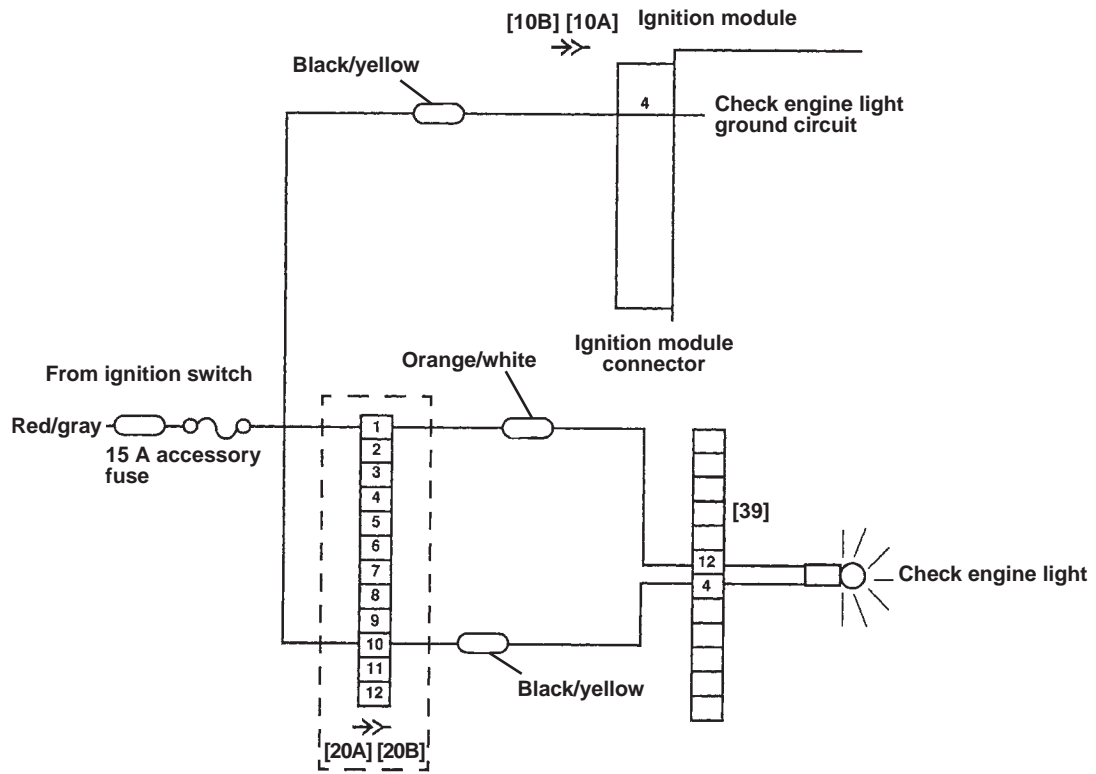 [10B] [10A]
Ignition module
Black/yellow
4
Check engine light
ground circuit
Ignition module
connector
Orange/white
From ignition switch
Red/gray
15 A accessory
fuse
1
2
3
4
5
6
7
8
9
10
11
12
[39]
12
4
Check engine light
Black/yellow
[20A] [20B]